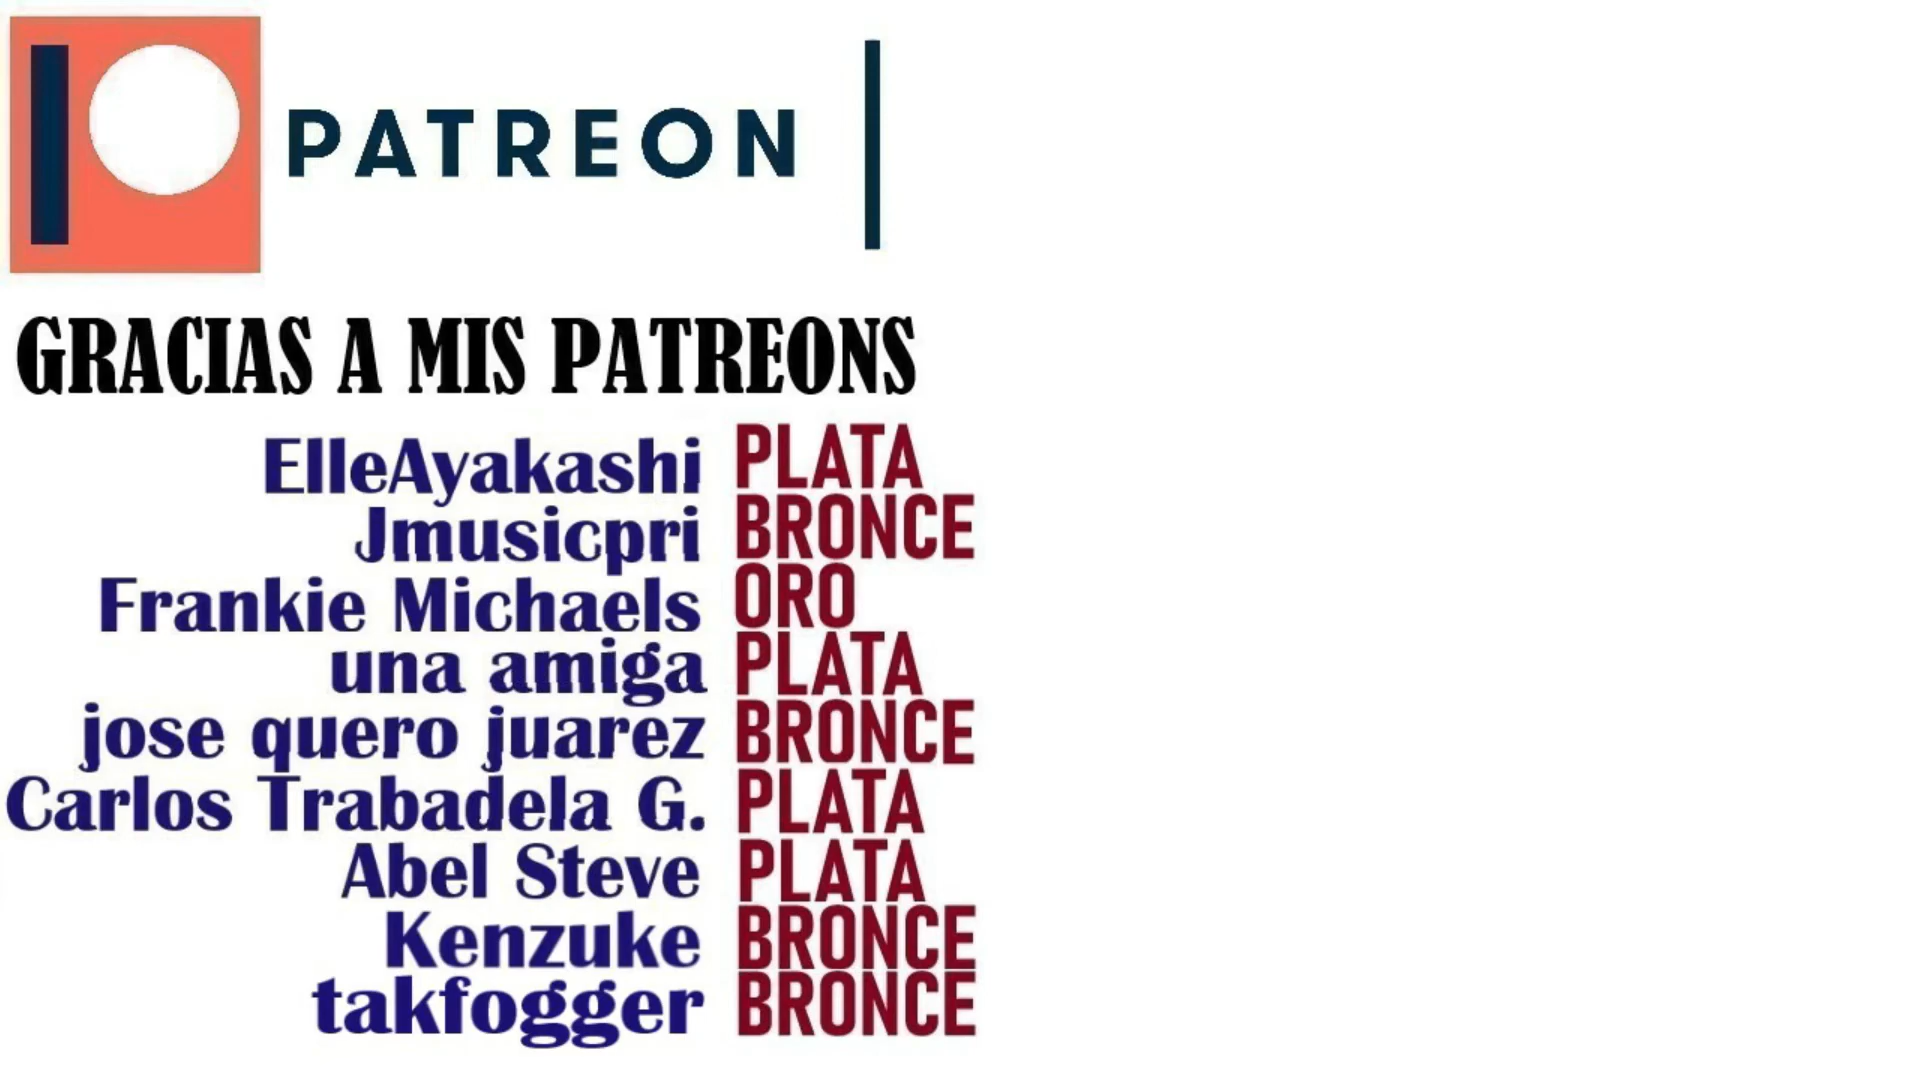 PATREON
GRACIAS A MIS PATREONS
ElleAyakashi PLATA
Jmusicpri BRONCE
Frankie Michaels ORO
una amiga PLATA
jose quero juarez BRONCE
Carlos Trabadela G. PLATA
Abel Steve PLATA
Kenzuke BRONCE
takfogger BRONCE